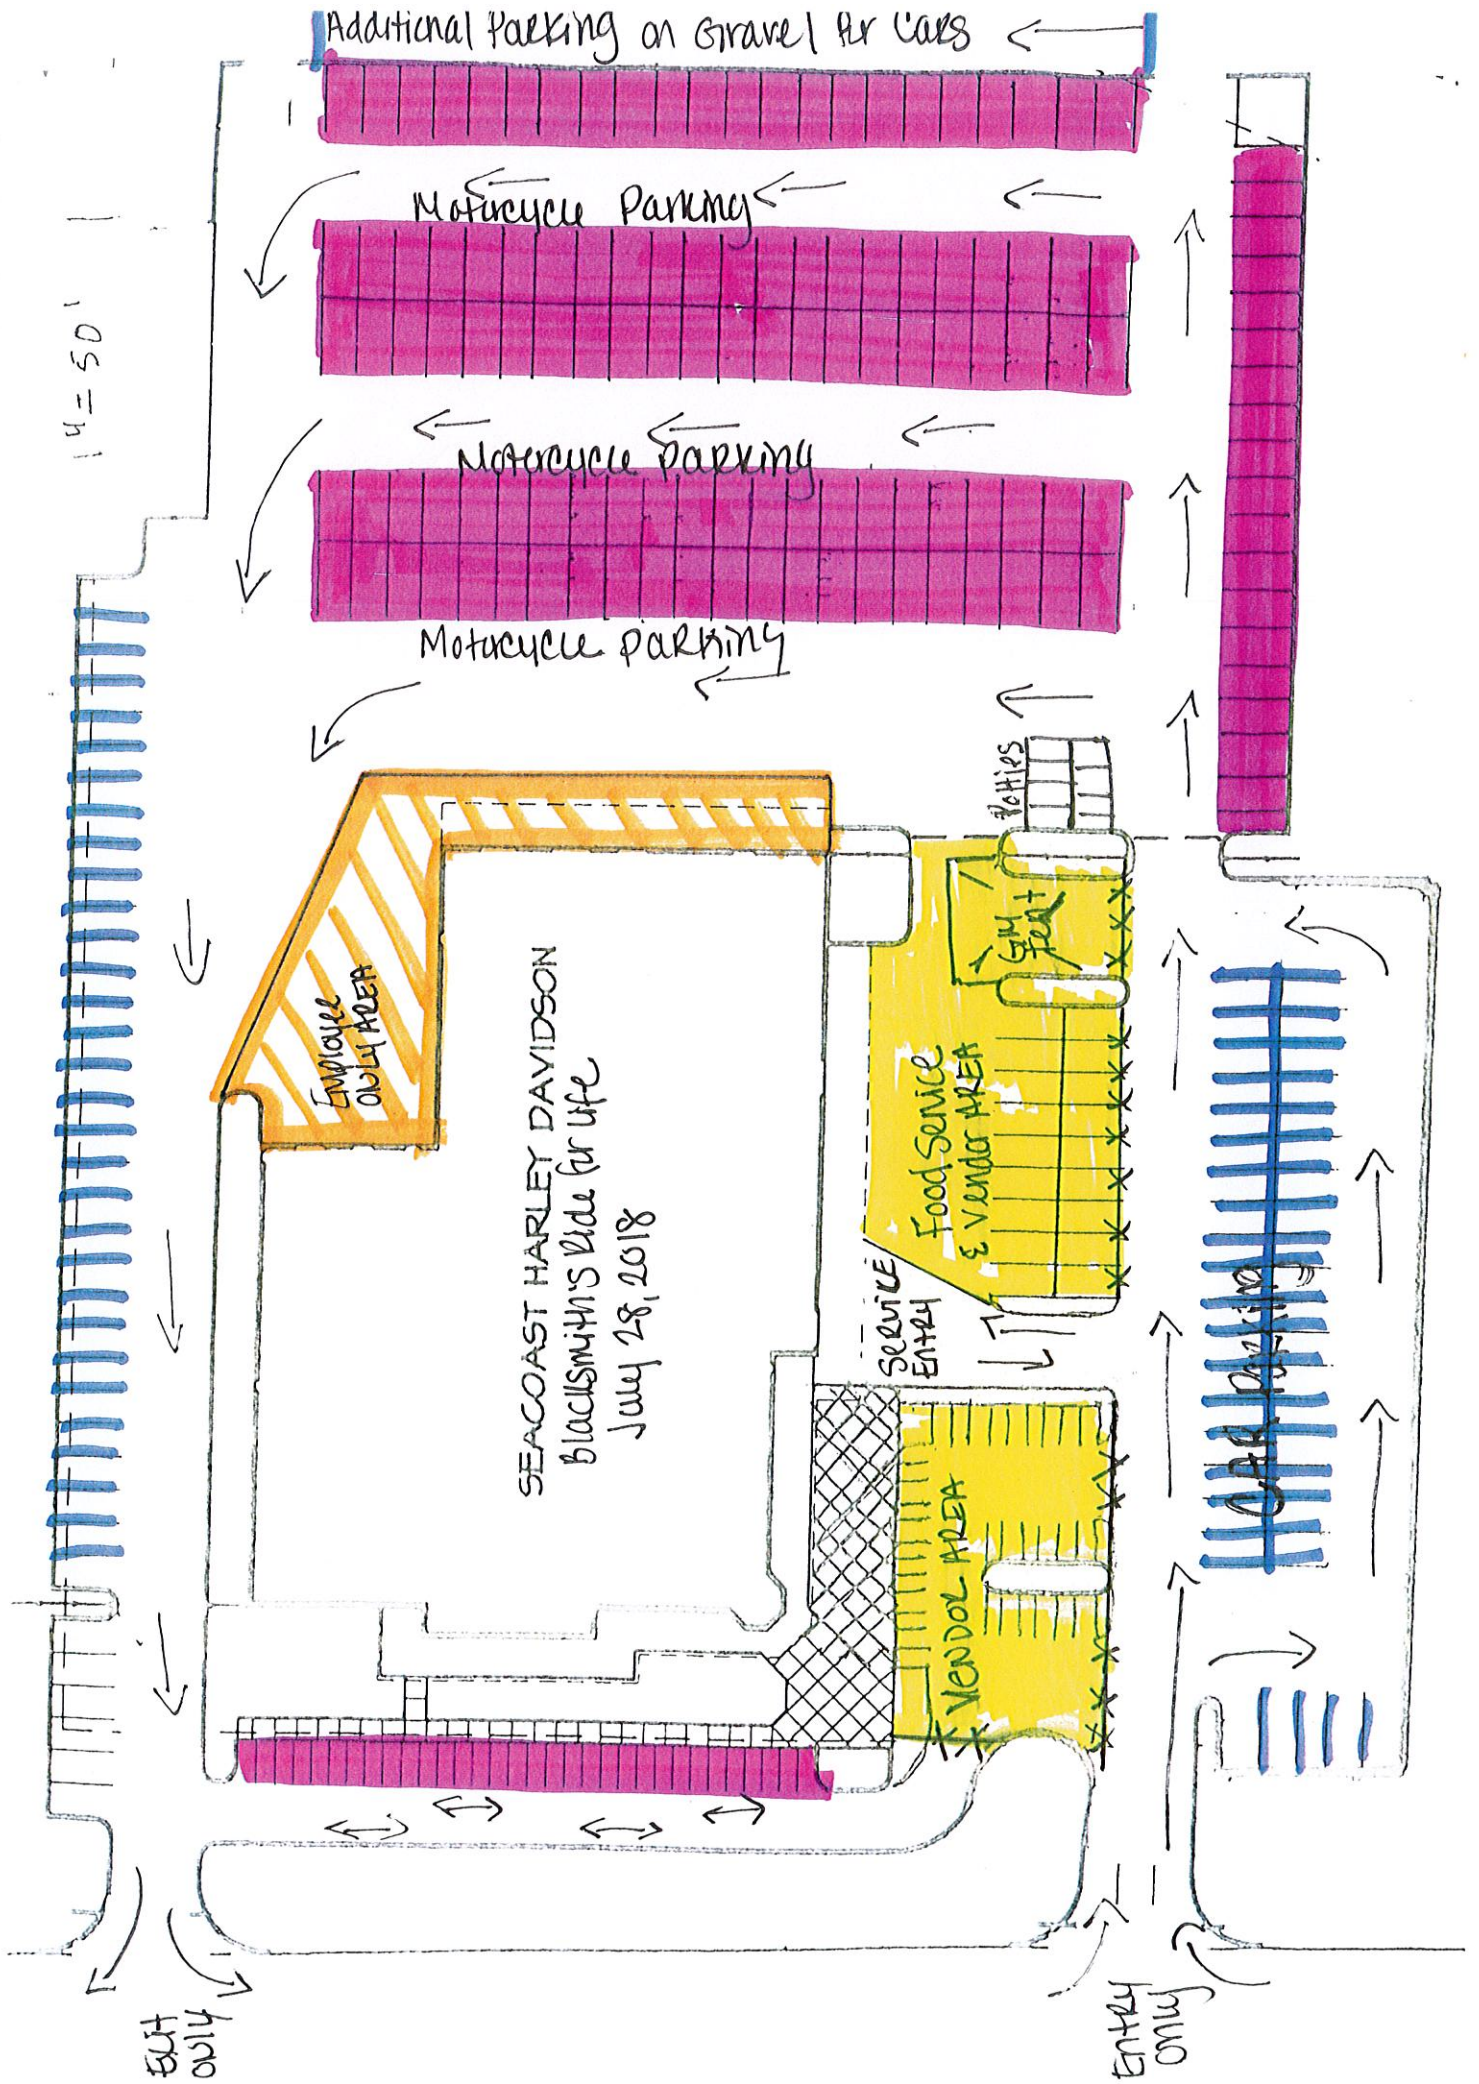 Additional Parking on Gravel for Cars
Motorcycle Parking
1" = 50'
Motorcycle Parking
Motorcycle Parking
Potties
GM
Tent
Employee
ONLY AREA
SEACOAST HARLEY DAVIDSON
Blacksmith's Ride for Life
July 28, 2018
Food Service
& Vendor AREA
SERVICE
ENTRY
CAR Parking
VENDOR AREA
Exit
only
Entry
only